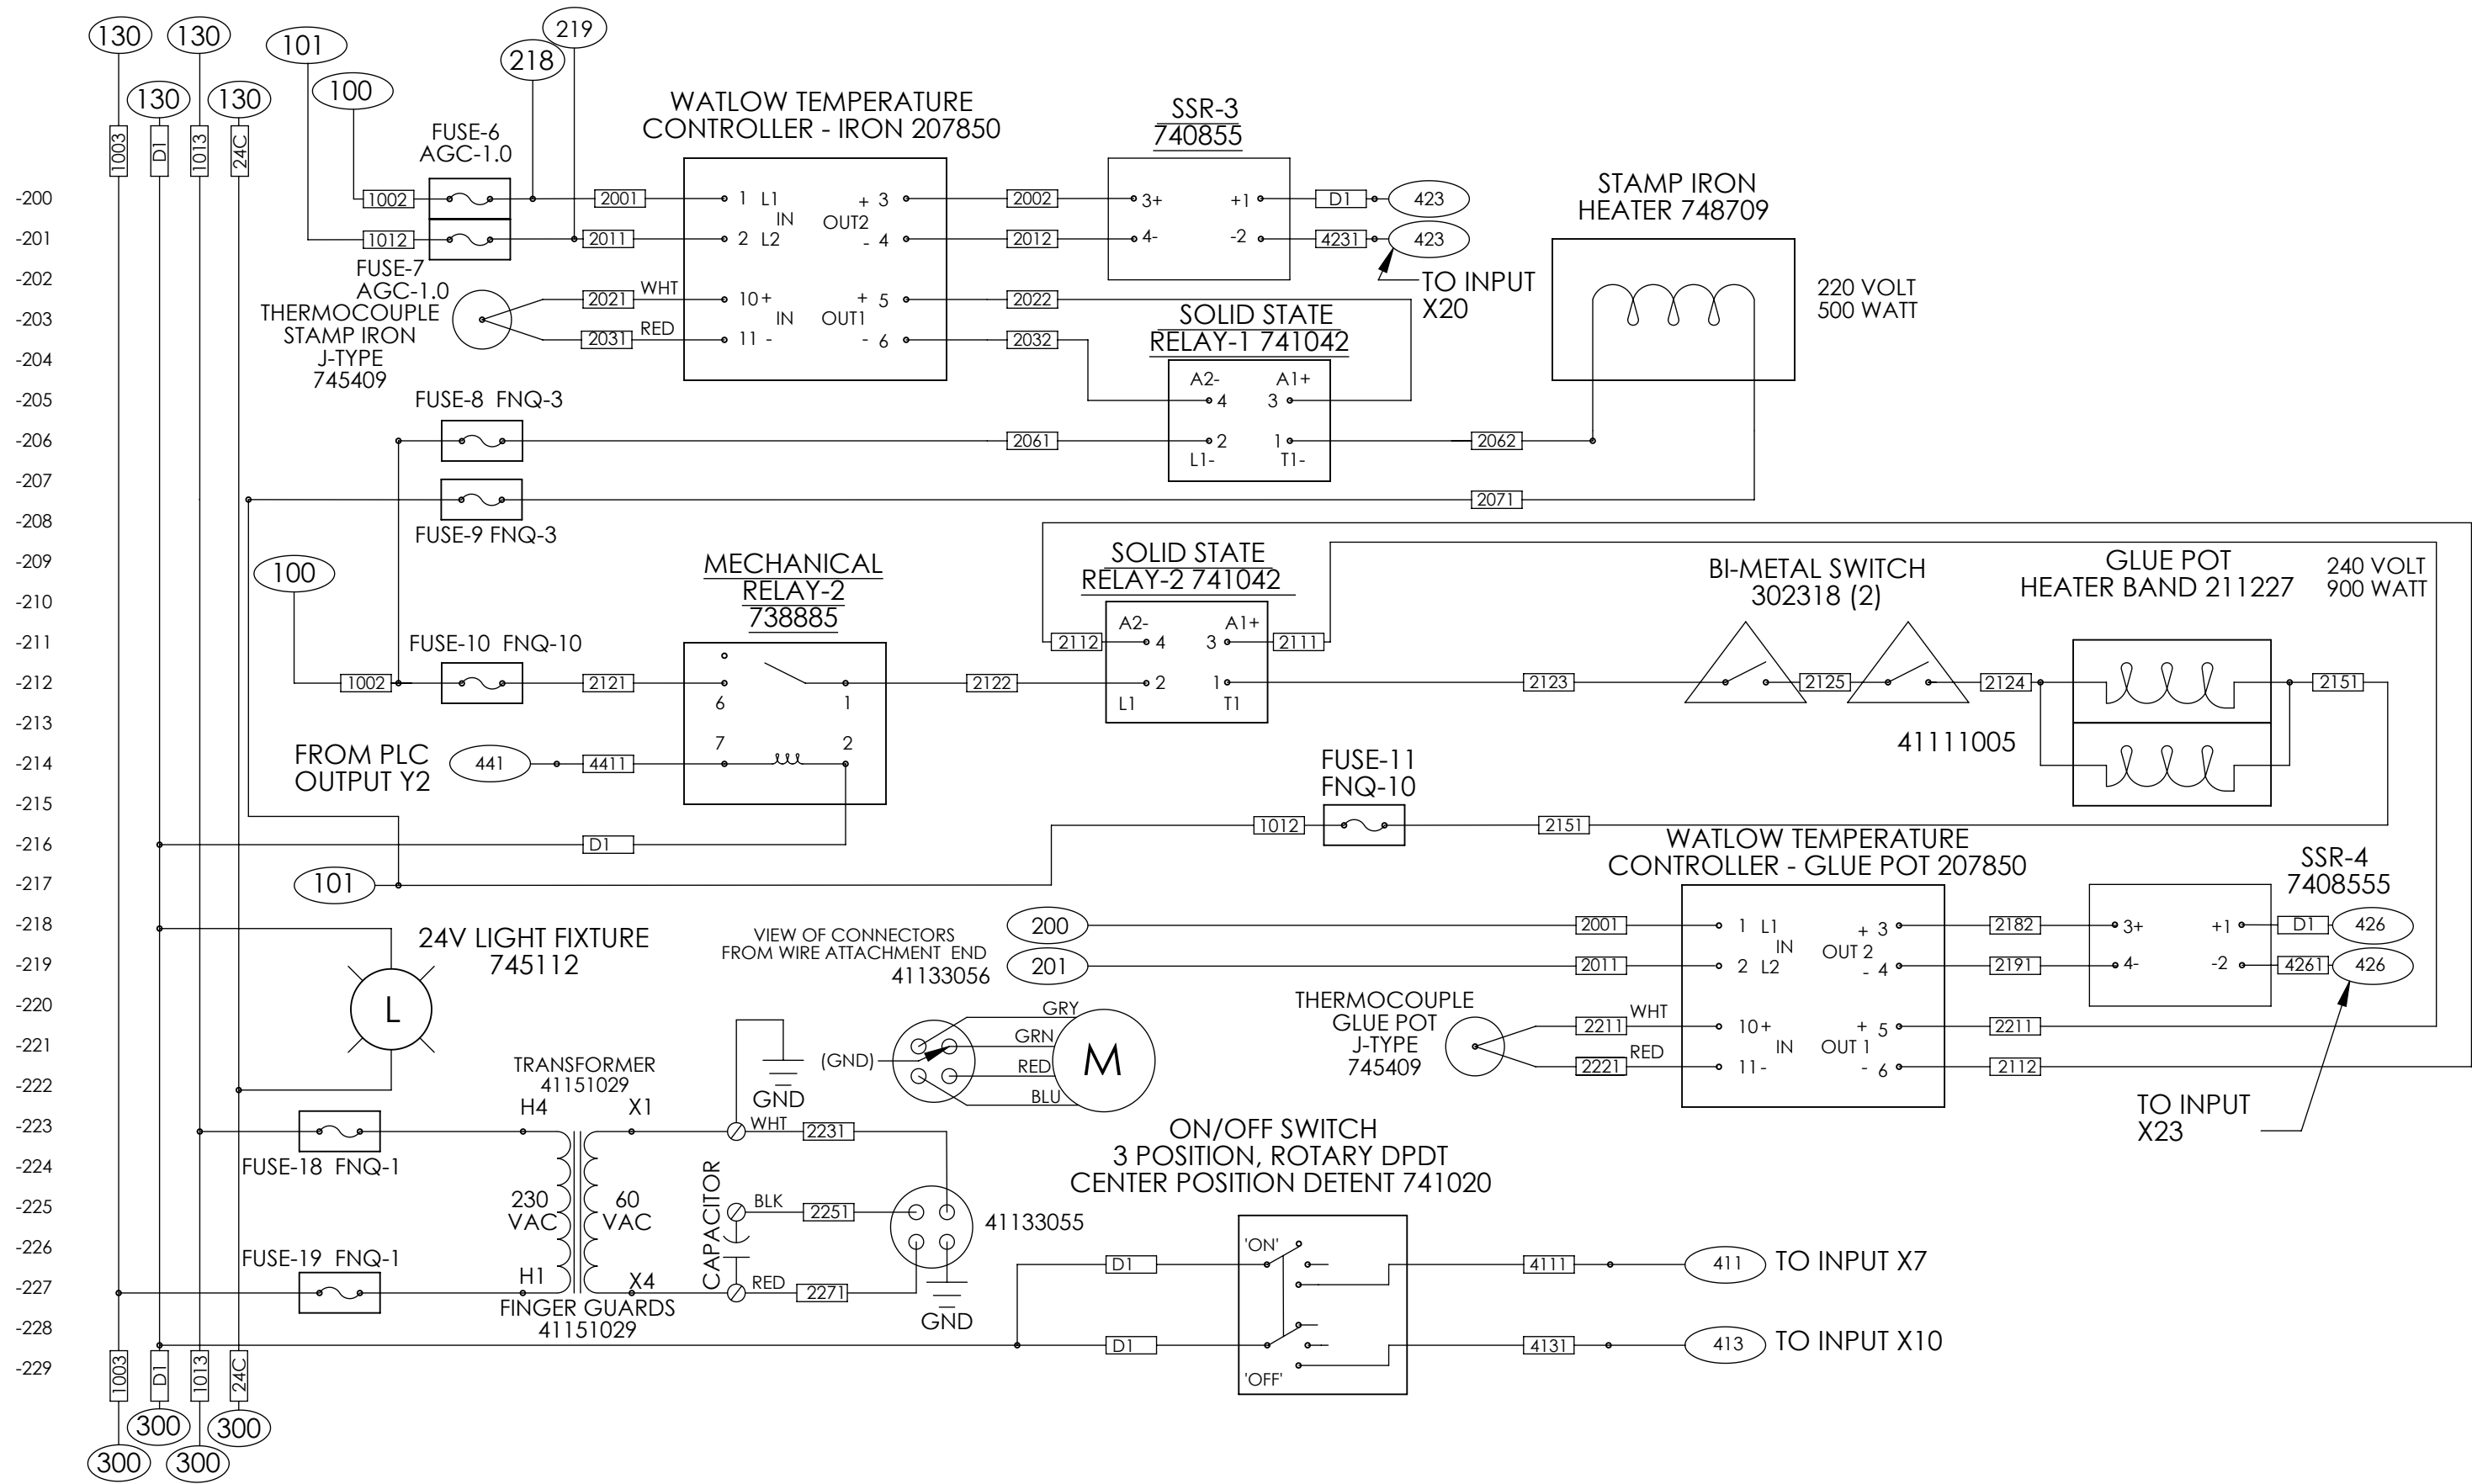 130
130
101
219
218
130
130
100
1003
D1
1013
24C
FUSE-6
AGC-1.0
WATLOW TEMPERATURE
CONTROLLER - IRON 207850
SSR-3
740855
-200
1002
2001
1 L1
IN
+ 3
OUT2
2002
3+
+1
D1
423
STAMP IRON
HEATER 748709
-201
1012
2011
2 L2
- 4
2012
4-
-2
4231
423
FUSE-7
AGC-1.0
-202
2021
WHT
10+
+ 5
2022
TO INPUT
X20
220 VOLT
500 WATT
THERMOCOUPLE
STAMP IRON
J-TYPE
745409
-203
IN
OUT1
2031
RED
11 -
- 6
2032
SOLID STATE
RELAY-1 741042
-204
A2-
A1+
-205
FUSE-8 FNQ-3
4
3
-206
2061
2
1
L1-
T1-
2062
-207
2071
-208
FUSE-9 FNQ-3
-209
100
MECHANICAL
RELAY-2
738885
SOLID STATE
RELAY-2 741042
BI-METAL SWITCH
302318 (2)
GLUE POT
HEATER BAND 211227
240 VOLT
900 WATT
-210
-211
FUSE-10 FNQ-10
2112
A2-
A1+
4
3
2111
-212
1002
2121
6
1
2122
2
1
L1
T1
2123
2125
2124
2151
-213
41111005
-214
FROM PLC
OUTPUT Y2
441
4411
7
2
FUSE-11
FNQ-10
-215
1012
2151
-216
D1
WATLOW TEMPERATURE
CONTROLLER - GLUE POT 207850
SSR-4
7408555
-217
101
-218
24V LIGHT FIXTURE
745112
VIEW OF CONNECTORS
FROM WIRE ATTACHMENT END
41133056
200
2001
1 L1
IN
+ 3
OUT 2
2182
3+
+1
D1
426
-219
201
2011
2 L2
- 4
2191
4-
-2
4261
426
-220
L
GRY
GRN
(GND)
RED
BLU
M
THERMOCOUPLE
GLUE POT
J-TYPE
745409
2211
WHT
10+
+ 5
2211
-221
IN
OUT 1
2221
RED
11-
- 6
2112
-222
TRANSFORMER
41151029
GND
TO INPUT
X23
-223
H4
X1
WHT
2231
FUSE-18 FNQ-1
ON/OFF SWITCH
3 POSITION, ROTARY DPDT
CENTER POSITION DETENT 741020
-224
-225
230
VAC
60
VAC
CAPACITOR
BLK
2251
41133055
-226
FUSE-19 FNQ-1
'ON'
D1
4111
411
TO INPUT X7
-227
H1
X4
RED
2271
FINGER GUARDS
41151029
GND
-228
D1
4131
413
TO INPUT X10
'OFF'
-229
1003
D1
1013
24C
300
300
300
300